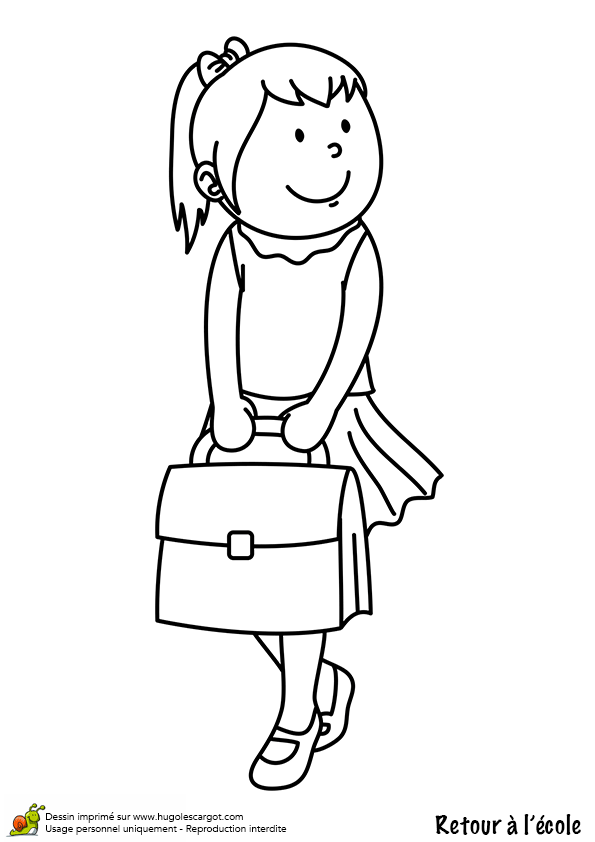 Dessin imprimé sur www.hugolescargot.com
Usage personnel uniquement - Reproduction interdite
Retour à l'école